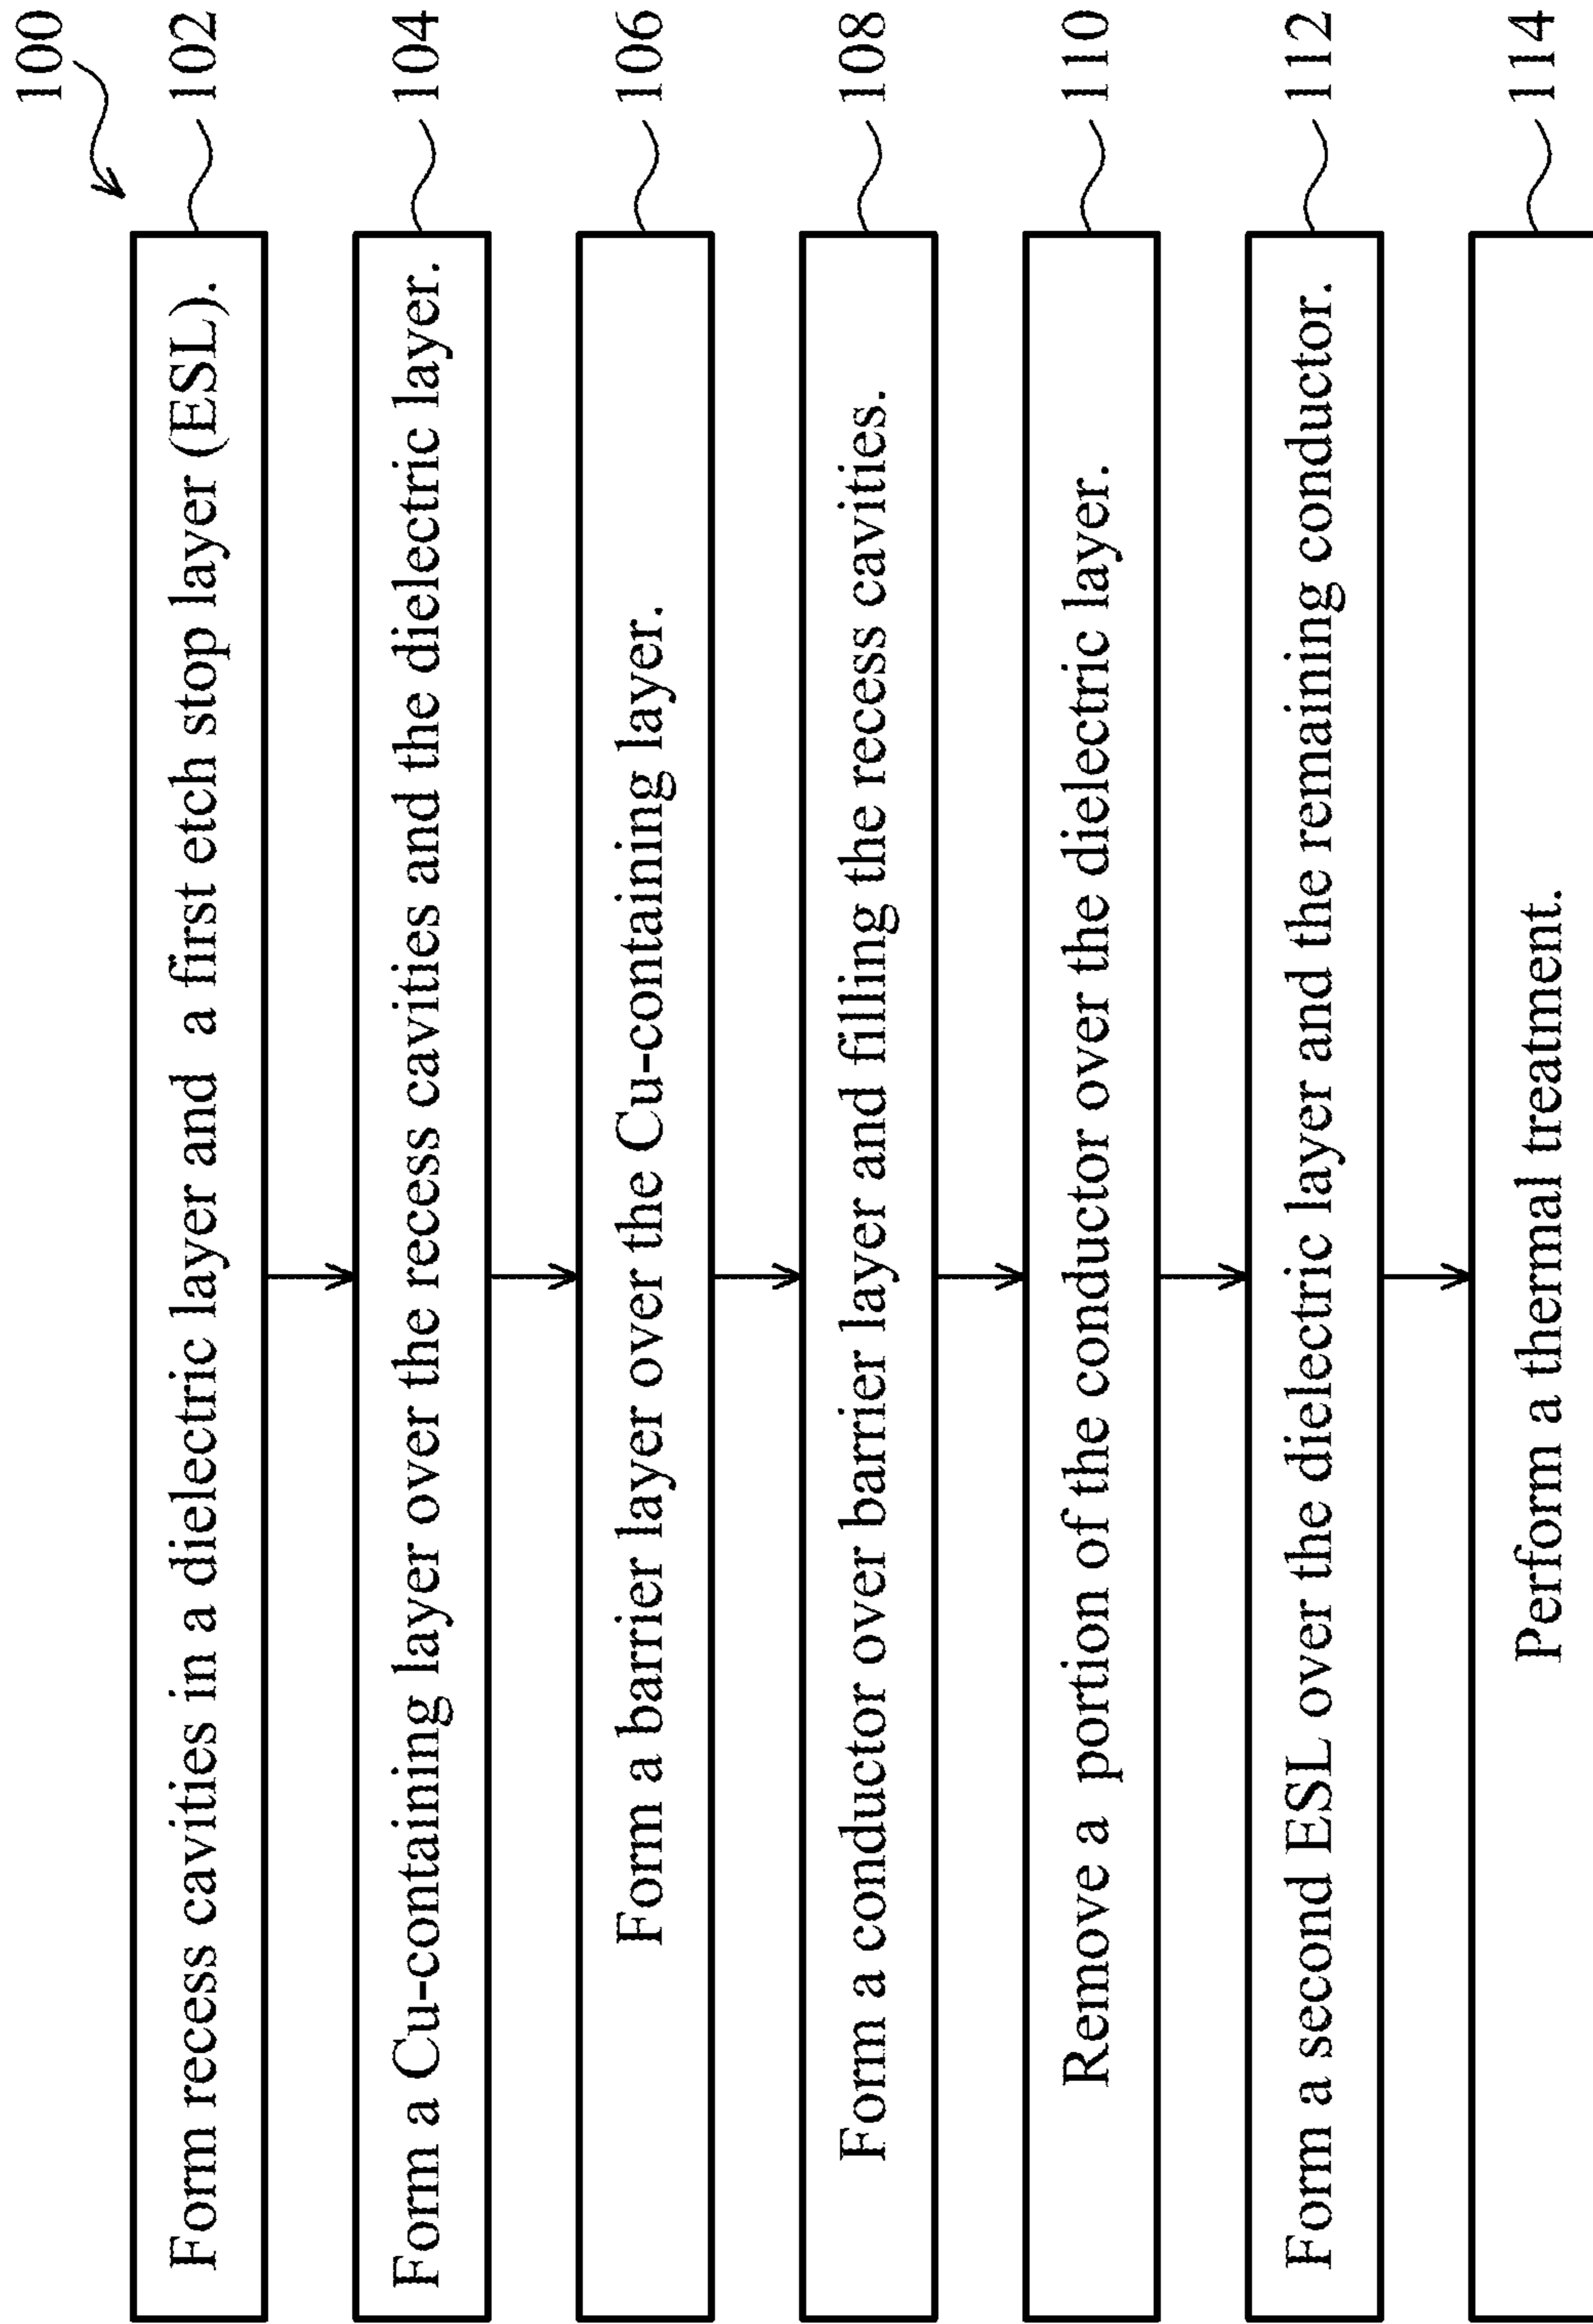 100
Form recess cavities in a dielectric layer and a first etch stop layer (ESL).
102
Form a Cu-containing layer over the recess cavities and the dielectric layer.
104
Form a barrier layer over the Cu-containing layer.
106
Form a conductor over barrier layer and filling the recess cavities.
108
Remove a portion of the conductor over the dielectric layer.
110
Form a second ESL over the dielectric layer and the remaining conductor.
112
Perform a thermal treatment.
114